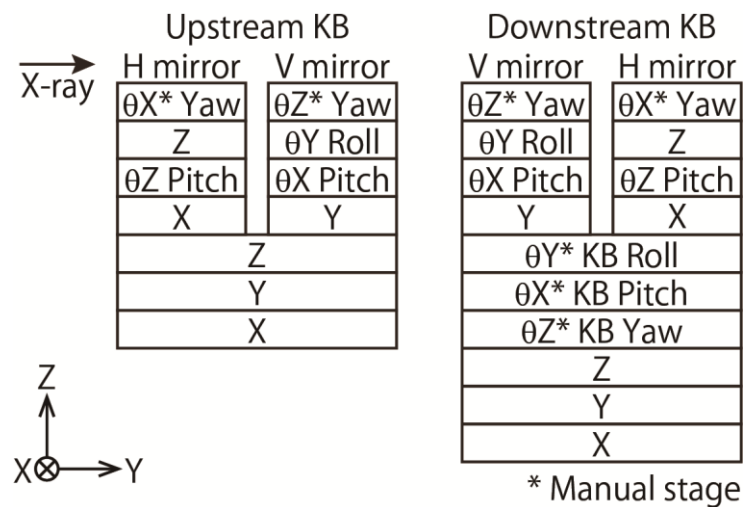 Upstream KB
Downstream KB
X-ray
H mirror
V mirror
V mirror
H mirror
θX* Yaw
θZ* Yaw
θZ* Yaw
θX* Yaw
Z
θY Roll
θY Roll
Z
θZ Pitch
θX Pitch
θX Pitch
θZ Pitch
X
Y
Y
X
Z
θY* KB Roll
Y
θX* KB Pitch
X
θZ* KB Yaw
Z
Y
X
Z
X
Y
* Manual stage